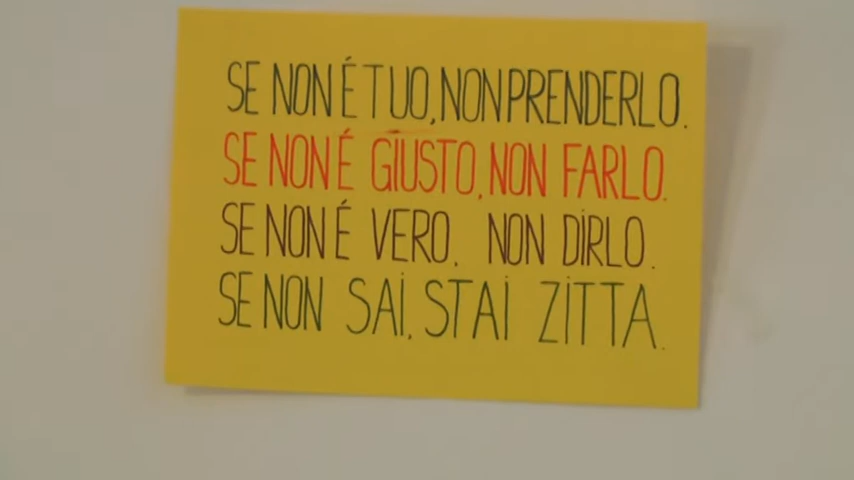 SE NON É TUO, NON PRENDERLO.
SE NON É GIUSTO, NON FARLO.
SE NON É VERO, NON DIRLO.
SE NON SAI, STAI ZITTA.